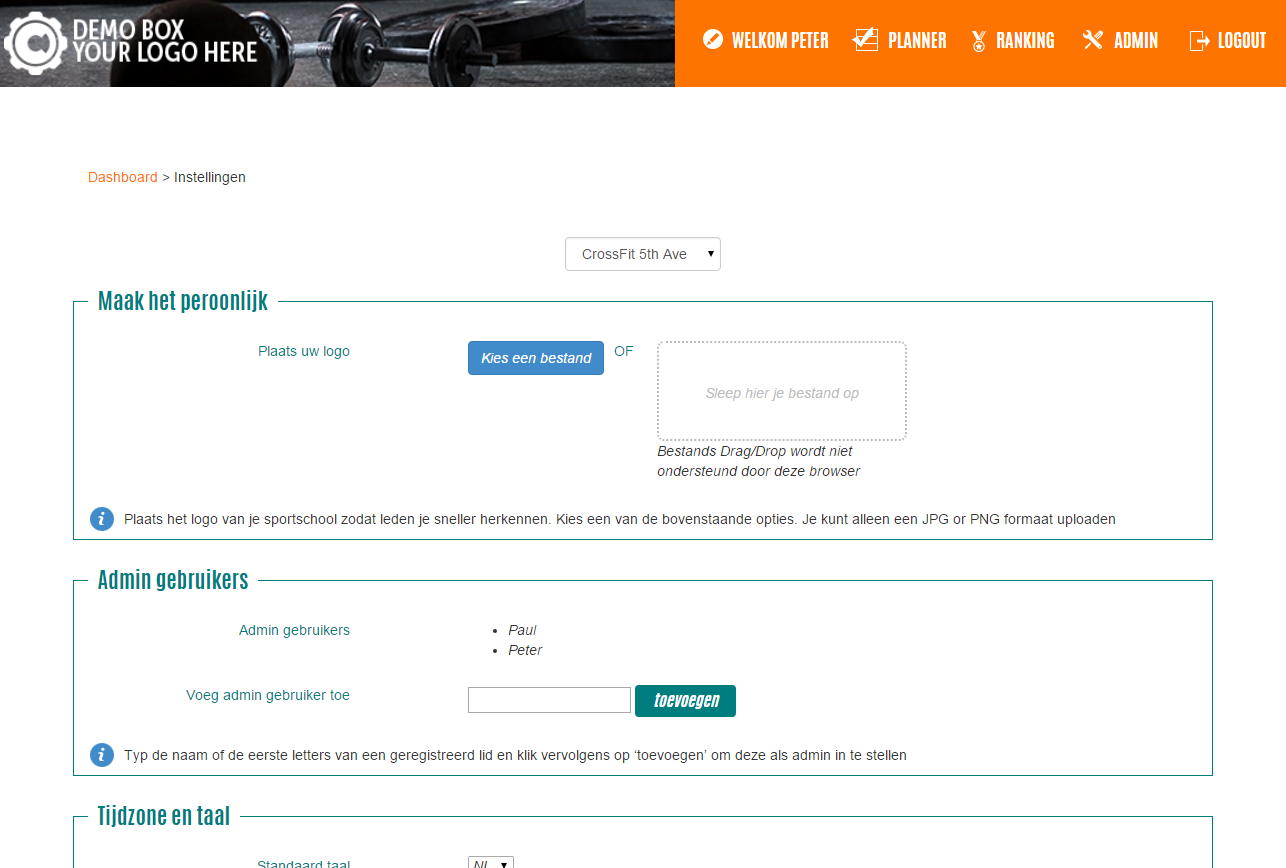 DEMO BOX
YOUR LOGO HERE
WELKOM PETER PLANNER RANKING ADMIN LOGOUT
Dashboard > Instellingen
CrossFit 5th Ave
Maak het peroonlijk
Plaats uw logo
Kies een bestand
OF
Sleep hier je bestand op
Bestands Drag/Drop wordt niet
ondersteund door deze browser
Plaats het logo van je sportschool zodat leden je sneller herkennen. Kies een van de bovenstaande opties. Je kunt alleen een JPG or PNG formaat uploaden
Admin gebruikers
Admin gebruikers
Paul
Peter
Voeg admin gebruiker toe
toevoegen
Typ de naam of de eerste letters van een geregistreerd lid en klik vervolgens op ‘toevoegen’ om deze als admin in te stellen
Tijdzone en taal
Standaard taal
NL